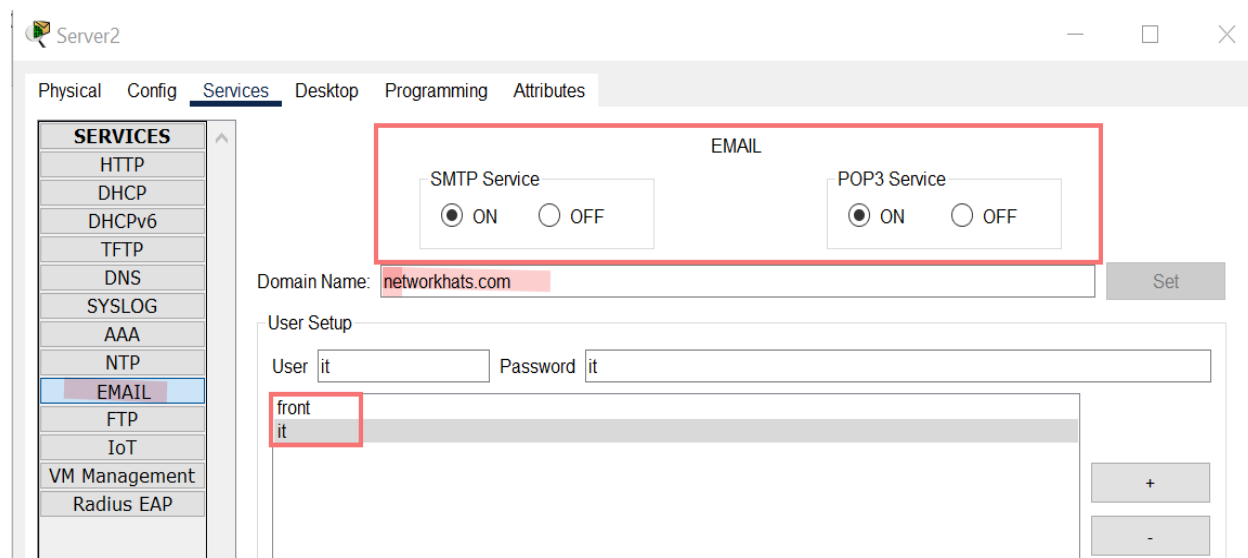 Server2
Physical Config Services Desktop Programming Attributes
SERVICES
HTTP
DHCP
DHCPv6
TFTP
DNS
SYSLOG
AAA
NTP
EMAIL
FTP
IoT
VM Management
Radius EAP
EMAIL
SMTP Service
ON OFF
POP3 Service
ON OFF
Domain Name: networkhats.com Set
User Setup
User it Password it
front
it
+
-